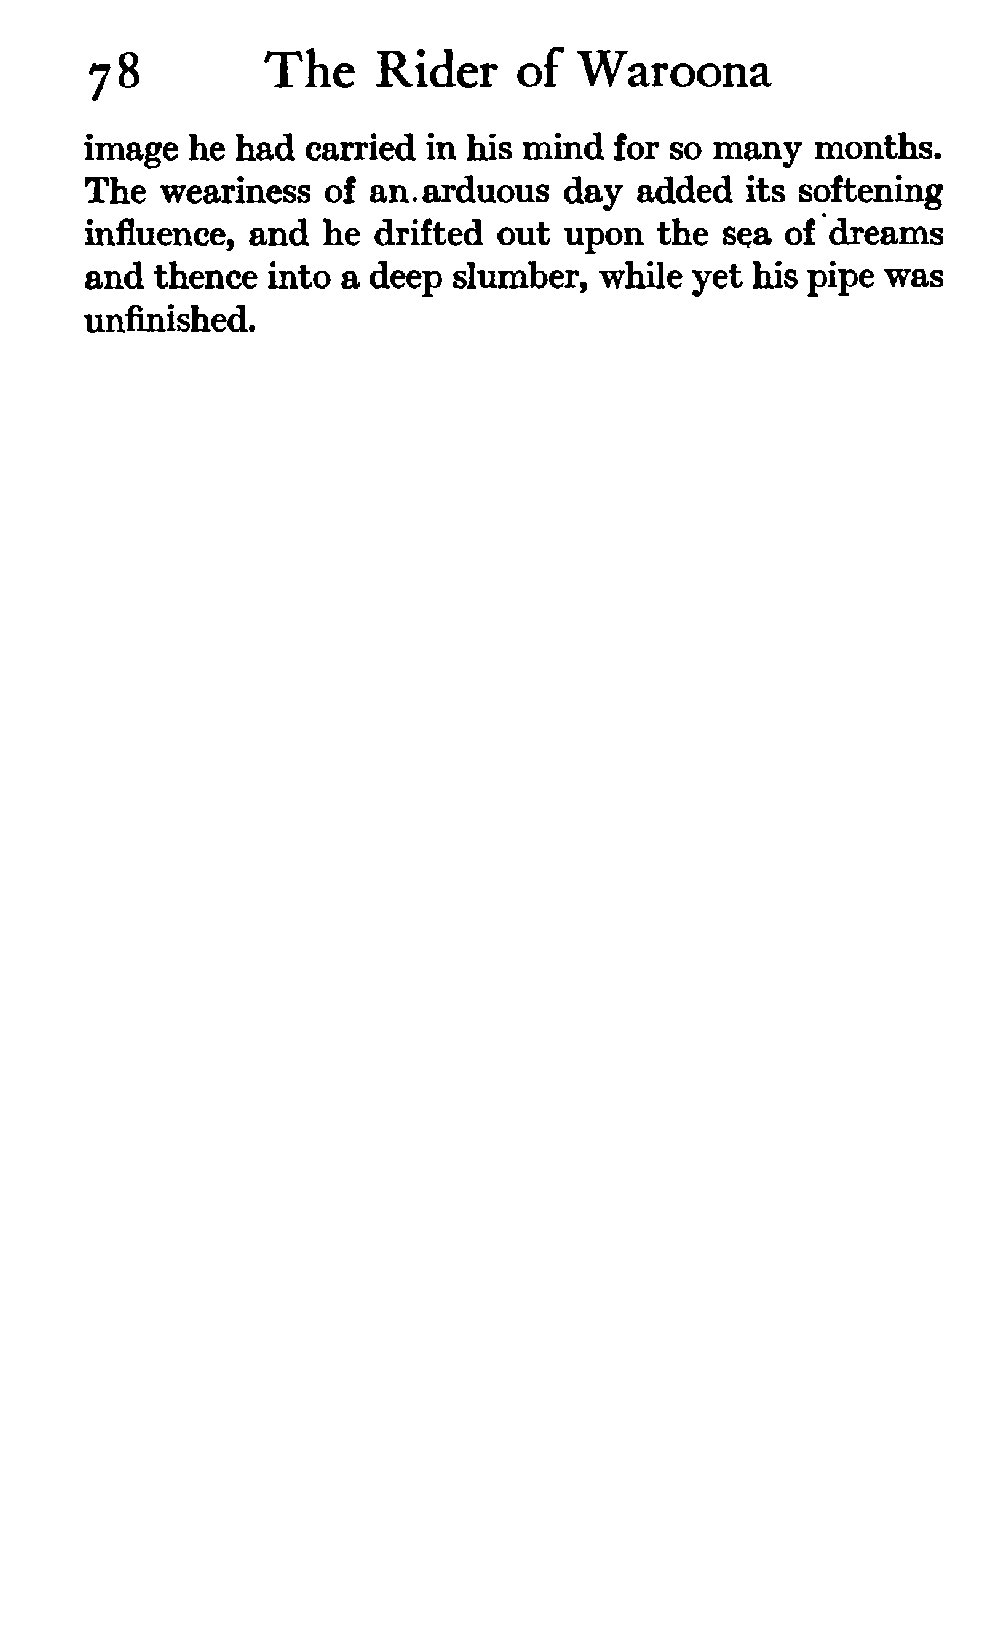 78 The Rider of Waroona
image he had carried in his mind for so many months.
The weariness of an arduous day added its softening
influence, and he drifted out upon the sea of dreams
and thence into a deep slumber, while yet his pipe was
unfinished.